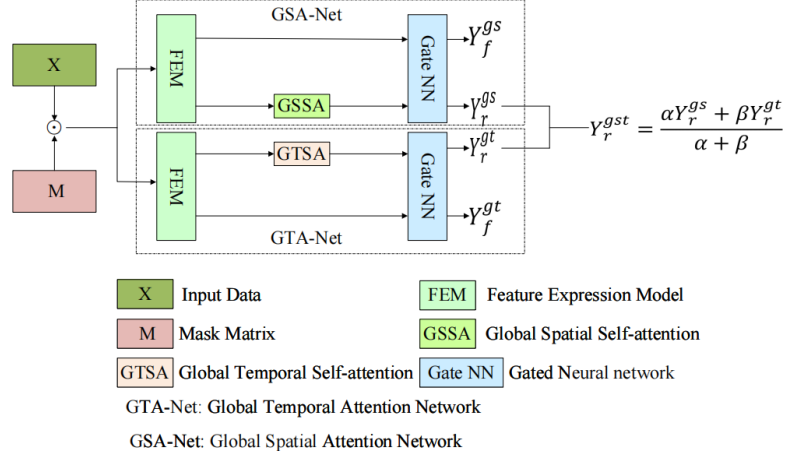 GSA-Net
X
M
FEM
GSSA
Gate NN
Y_f^{gs}
Y_r^{gs}
FEM
GTSA
Gate NN
Y_r^{gt}
Y_f^{gt}
GTA-Net
Y_r^{gst} = \frac{αY_r^{gs} + βY_r^{gt}}{α + β}
X Input Data
FEM Feature Expression Model
M Mask Matrix
GSSA Global Spatial Self-attention
GTSA Global Temporal Self-attention
Gate NN Gated Neural network
GTA-Net: Global Temporal Attention Network
GSA-Net: Global Spatial Attention Network